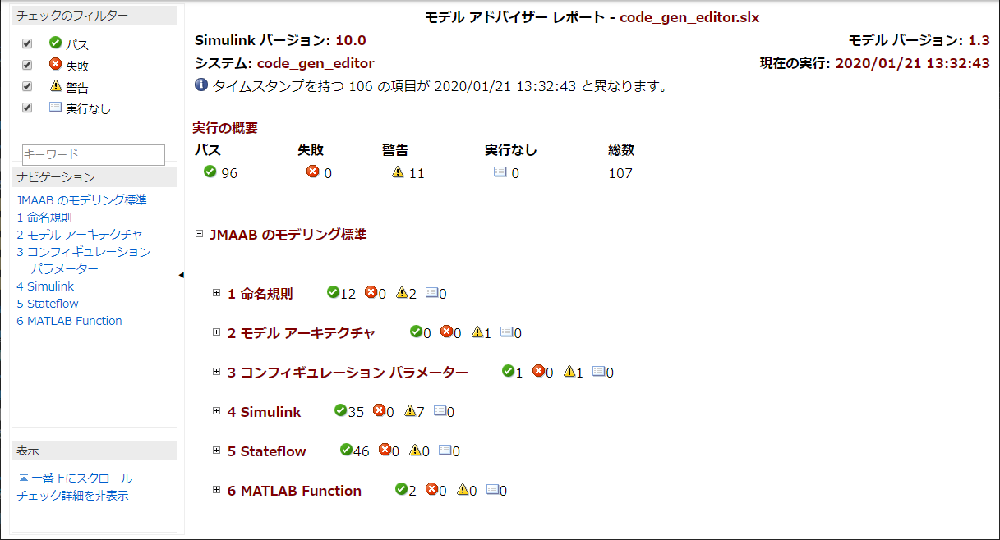 チェックのフィルター
パス
失敗
警告
実行なし
キーワード
ナビゲーション
JMAAB のモデリング標準
1 命名規則
2 モデル アーキテクチャ
3 コンフィギュレーション
パラメーター
4 Simulink
5 Stateflow
6 MATLAB Function
表示
一番上にスクロール
チェック詳細を非表示
モデル アドバイザー レポート - code_gen_editor.slx
Simulink バージョン: 10.0 モデル バージョン: 1.3
システム: code_gen_editor 現在の実行: 2020/01/21 13:32:43
タイムスタンプを持つ 106 の項目が 2020/01/21 13:32:43 と異なります。
実行の概要
パス 失敗 警告 実行なし 総数
96 0 11 0 107
JMAAB のモデリング標準
1 命名規則 12 0 2 0
2 モデル アーキテクチャ 0 0 1 0
3 コンフィギュレーション パラメーター 1 0 1 0
4 Simulink 35 0 7 0
5 Stateflow 46 0 0 0
6 MATLAB Function 2 0 0 0